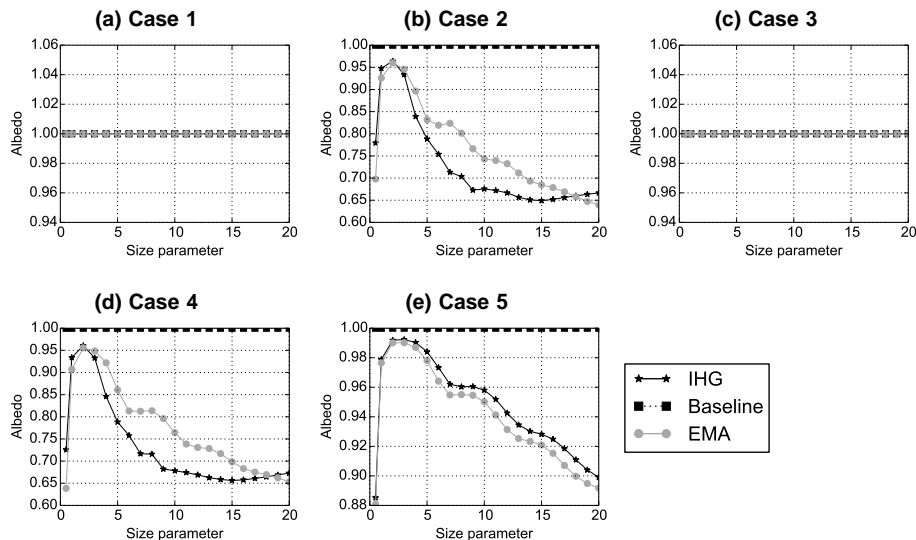 (a) Case 1
(b) Case 2
(c) Case 3
1.06
1.04
1.02
1.00
0.98
0.96
0.94
Albedo
0 5 10 15 20
Size parameter
1.00
0.95
0.90
0.85
0.80
0.75
0.70
0.65
0.60
Albedo
0 5 10 15 20
Size parameter
1.06
1.04
1.02
1.00
0.98
0.96
0.94
Albedo
0 5 10 15 20
Size parameter
(d) Case 4
(e) Case 5
1.00
0.95
0.90
0.85
0.80
0.75
0.70
0.65
0.60
Albedo
0 5 10 15 20
Size parameter
1.00
0.98
0.96
0.94
0.92
0.90
0.88
Albedo
0 5 10 15 20
Size parameter
IHG
Baseline
EMA